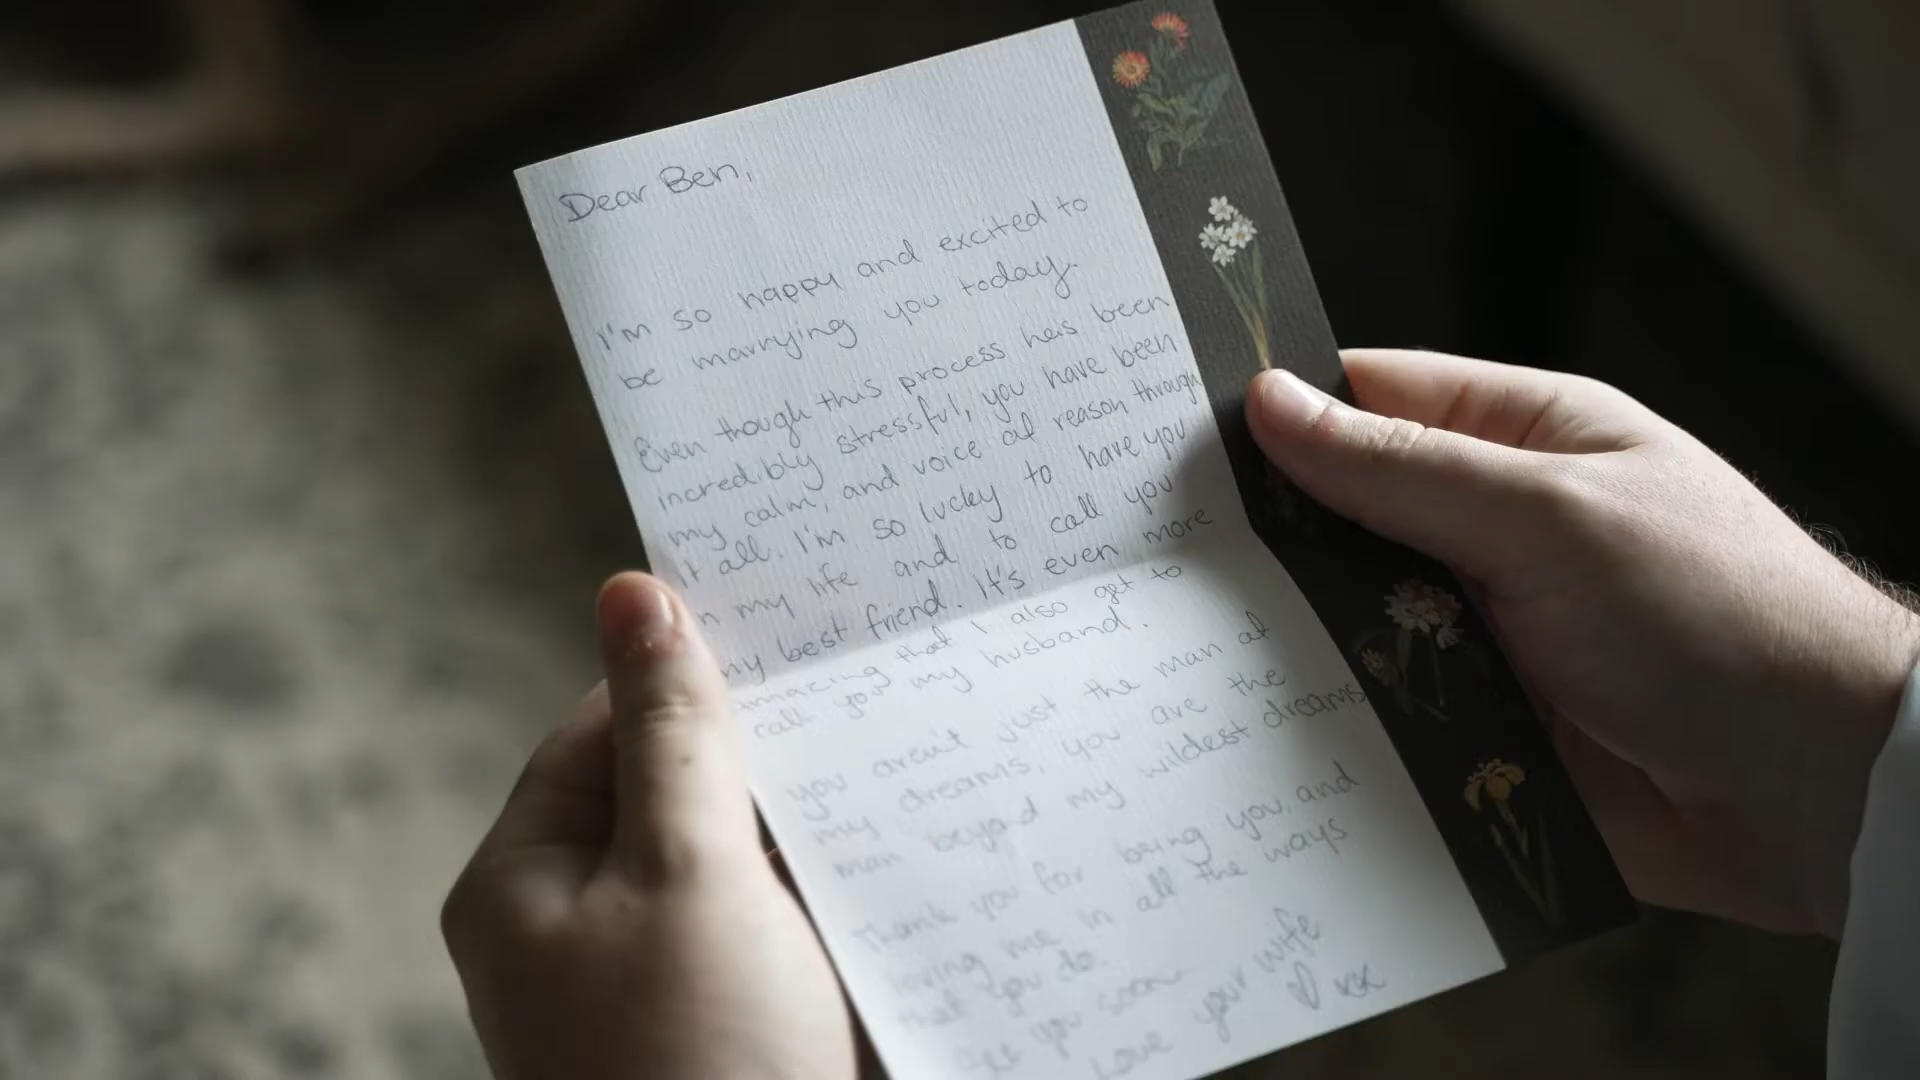 Dear Ben,
I'm so happy and excited to
be marrying you today.
Even though this process has been
incredibly stressful, you have been
my calm, and voice of reason through
it all. I'm so lucky to have you
in my life and to call you
my best friend. It's even more
amazing that I also get to
call you my husband.
you aren't just the man of
my dreams, you are the
man beyond my wildest dreams
Thank you for being you, and
loving me in all the ways
that you do.
you soon
Love your wife
xx